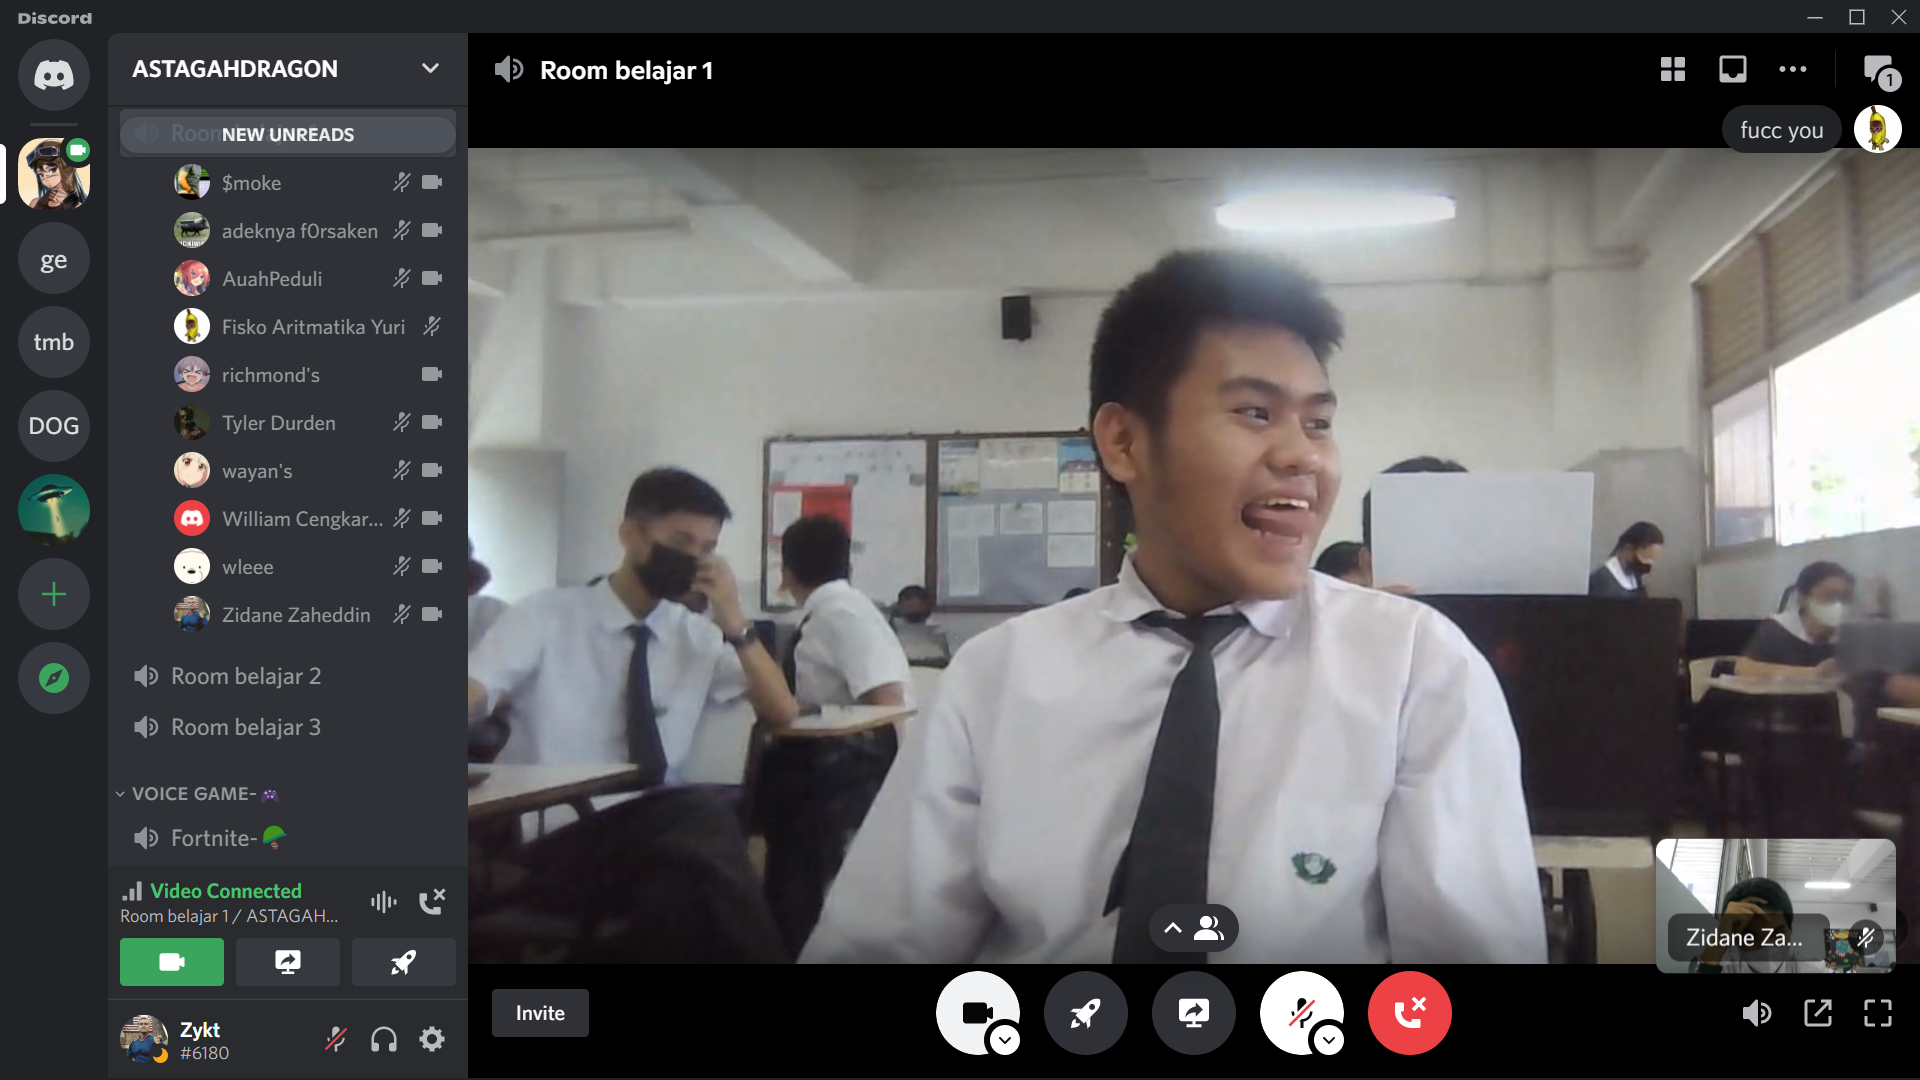 Discord
ASTAGAHDRAGON
NEW UNREADS
$moke
adeknya f0rsaken
AuahPeduli
Fisko Aritmatika Yuri
richmond's
Tyler Durden
wayan's
William Cengkar...
wleee
Zidane Zaheddin
Room belajar 2
Room belajar 3
VOICE GAME-
Fortnite-
Video Connected
Room belajar 1 / ASTAGAH...
Zykt
#6180
ge
tmb
DOG
Room belajar 1
1
fucc you
Zidane Za...
Invite